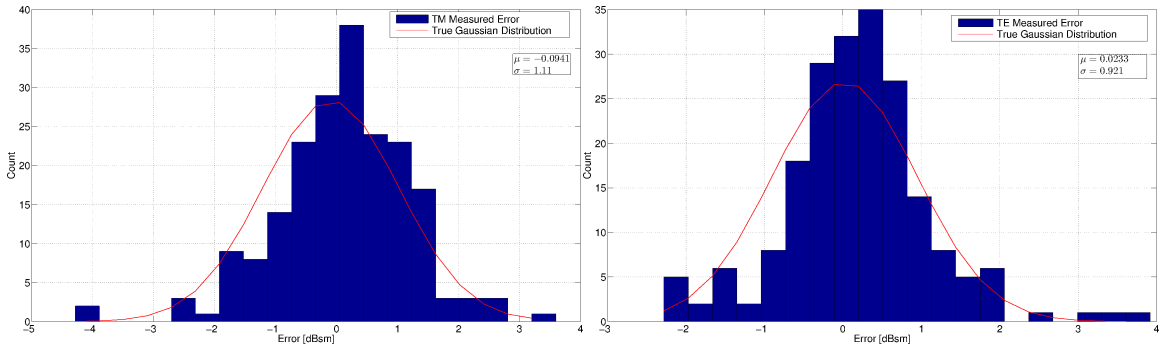 40
35
30
25
20
15
10
5
0
Count
−5
−4
−3
−2
−1
0
1
2
3
4
Error [dBsm]
TM Measured Error
True Gaussian Distribution
μ = −0.0941
σ = 1.11
35
30
25
20
15
10
5
0
Count
−3
−2
−1
0
1
2
3
4
Error [dBsm]
TE Measured Error
True Gaussian Distribution
μ = 0.0233
σ = 0.921